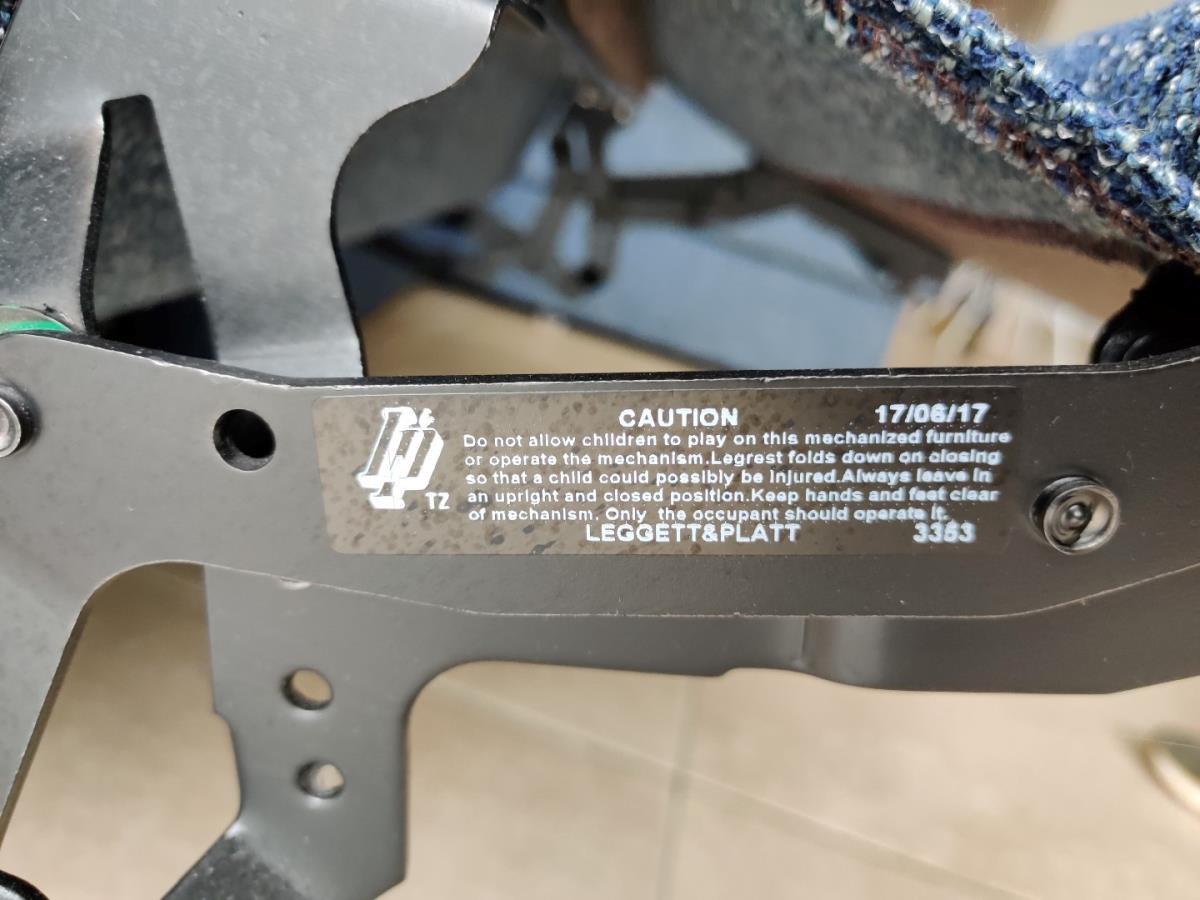 CAUTION 17/06/17
Do not allow children to play on this mechanized furniture
or operate the mechanism.Legrest folds down on closing
so that a child could possibly be injured.Always leave in
TZ an upright and closed position.Keep hands and feet clear
of mechanism. Only the occupant should operate it.
LEGGETT&PLATT 3353